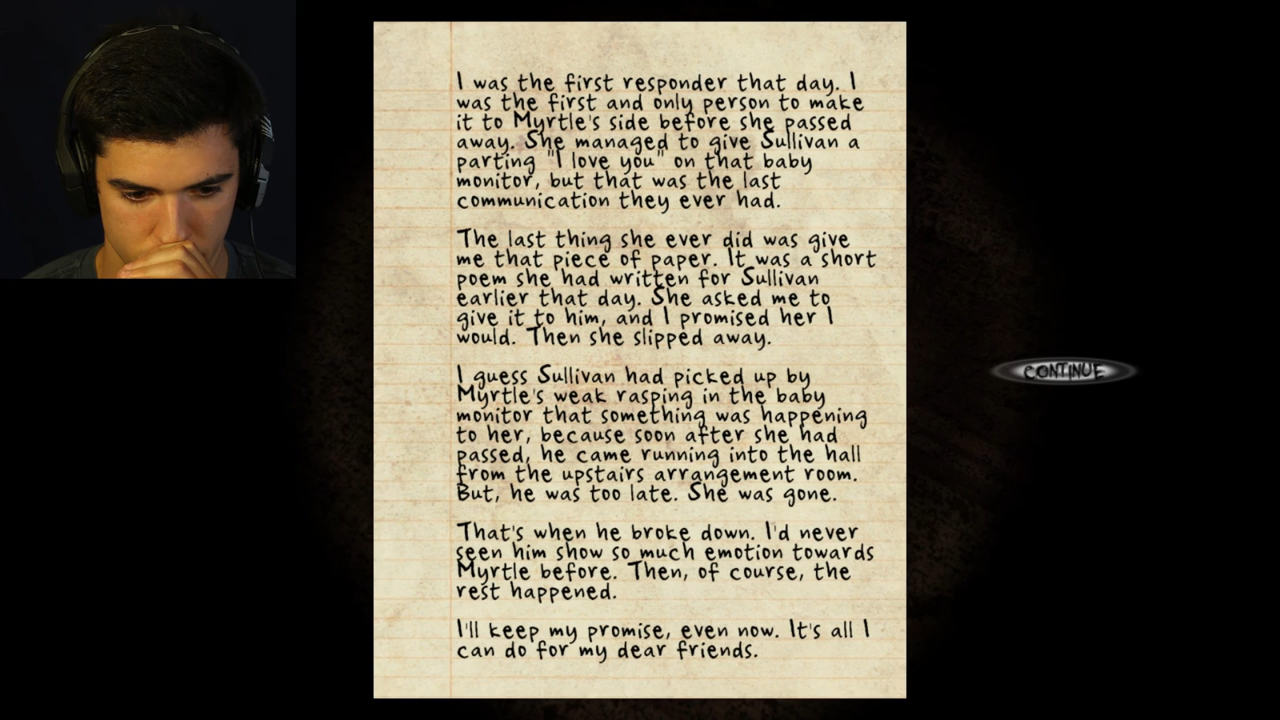 I was the first responder that day. I
was the first and only person to make
it to Myrtle's side before she passed
away. She managed to give Sullivan a
parting "I love you" on that baby
monitor, but that was the last
communication they ever had.
The last thing she ever did was give
me that piece of paper. It was a short
poem she had written for Sullivan
earlier that day. She asked me to
give it to him, and I promised her I
would. Then she slipped away.
I guess Sullivan had picked up by
Myrtle's weak rasping in the baby
monitor that something was happening
to her, because soon after she had
passed, he came running into the hall
from the upstairs arrangement room.
But, he was too late. She was gone.
That's when he broke down. I'd never
seen him show so much emotion towards
Myrtle before. Then, of course, the
rest happened.
I'll keep my promise, even now. It's all I
can do for my dear friends.
CONTINUE